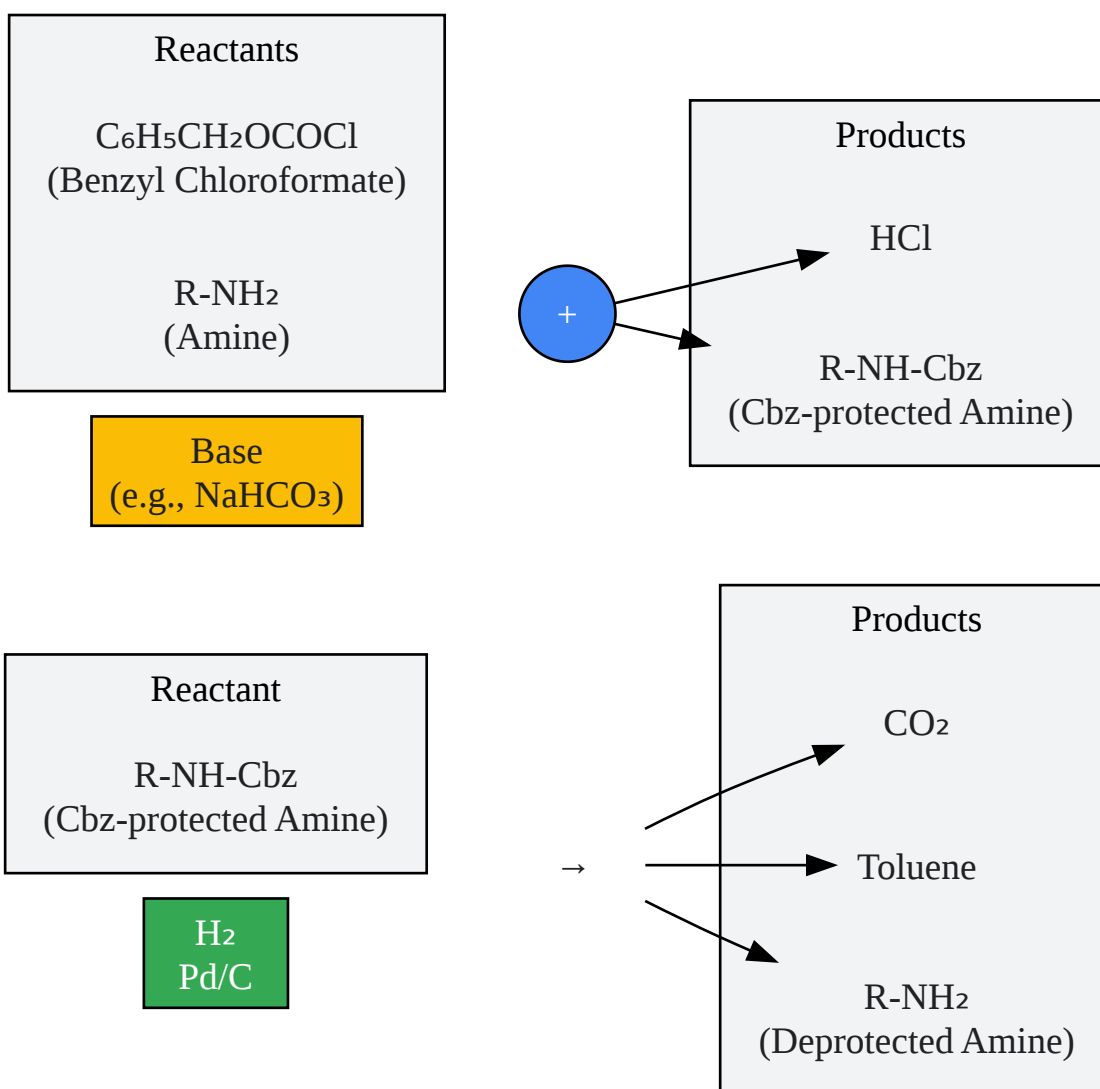 Reactants
C₆H₅CH₂OCOCl
(Benzyl Chloroformate)
R-NH₂
(Amine)
Base
(e.g., NaHCO₃)
+
Products
HCl
R-NH-Cbz
(Cbz-protected Amine)
Reactant
R-NH-Cbz
(Cbz-protected Amine)
H₂
Pd/C
→
Products
CO₂
Toluene
R-NH₂
(Deprotected Amine)